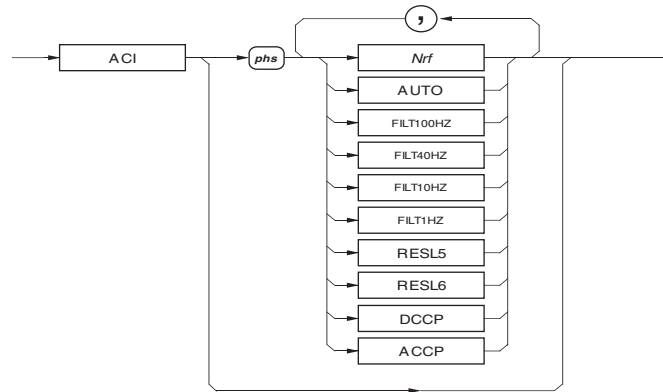 ,
ACI
phs
Nrf
AUTO
FILT100HZ
FILT40HZ
FILT10HZ
FILT1HZ
RESL5
RESL6
DCCP
ACCP